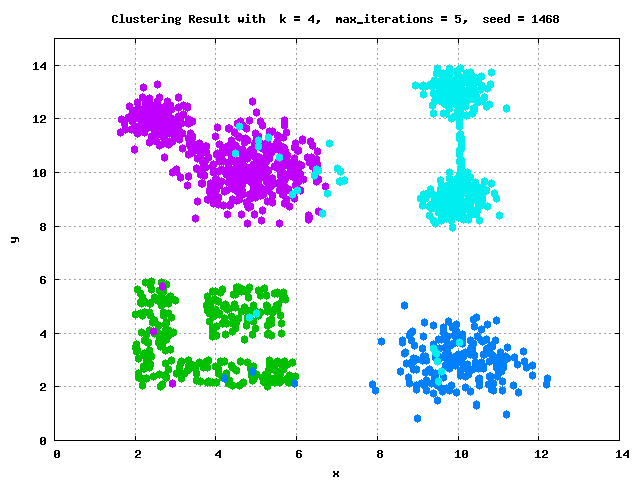 Clustering Result with k = 4, max_iterations = 5, seed = 1468
14
12
10
8
6
4
2
0
y
0 2 4 6 8 10 12 14
x